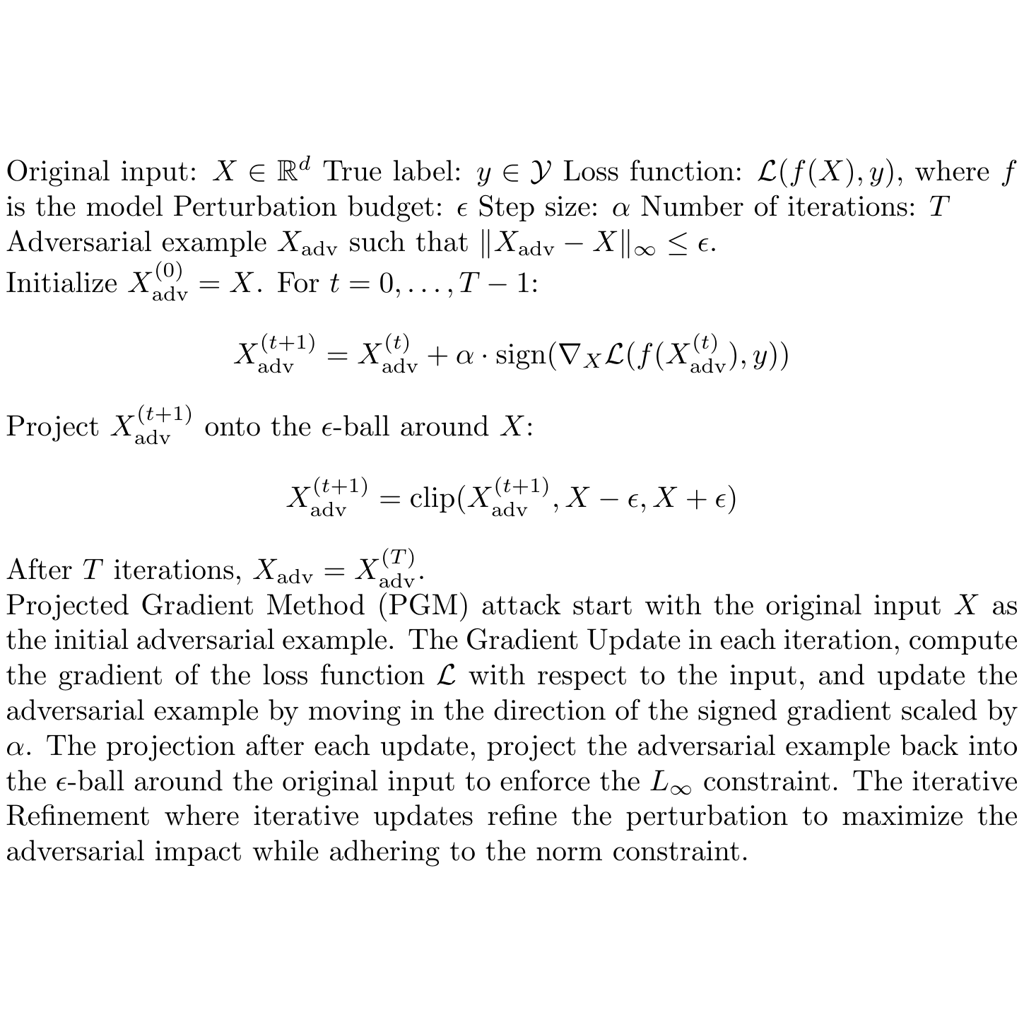 Original input: $X \in \mathbb{R}^d$ True label: $y \in \mathcal{Y}$ Loss function: $\mathcal{L}(f(X), y)$, where $f$
is the model Perturbation budget: $\epsilon$ Step size: $\alpha$ Number of iterations: $T$
Adversarial example $X_{\text{adv}}$ such that $\|X_{\text{adv}} - X\|_\infty \leq \epsilon$.
Initialize $X_{\text{adv}}^{(0)} = X$. For $t = 0, \ldots, T - 1$:
$X_{\text{adv}}^{(t+1)} = X_{\text{adv}}^{(t)} + \alpha \cdot \text{sign}(\nabla_X \mathcal{L}(f(X_{\text{adv}}^{(t)}), y))$
Project $X_{\text{adv}}^{(t+1)}$ onto the $\epsilon$-ball around $X$:
$X_{\text{adv}}^{(t+1)} = \text{clip}(X_{\text{adv}}^{(t+1)}, X - \epsilon, X + \epsilon)$
After $T$ iterations, $X_{\text{adv}} = X_{\text{adv}}^{(T)}$.
Projected Gradient Method (PGM) attack start with the original input $X$ as
the initial adversarial example. The Gradient Update in each iteration, compute
the gradient of the loss function $\mathcal{L}$ with respect to the input, and update the
adversarial example by moving in the direction of the signed gradient scaled by
$\alpha$. The projection after each update, project the adversarial example back into
the $\epsilon$-ball around the original input to enforce the $L_\infty$ constraint. The iterative
Refinement where iterative updates refine the perturbation to maximize the
adversarial impact while adhering to the norm constraint.